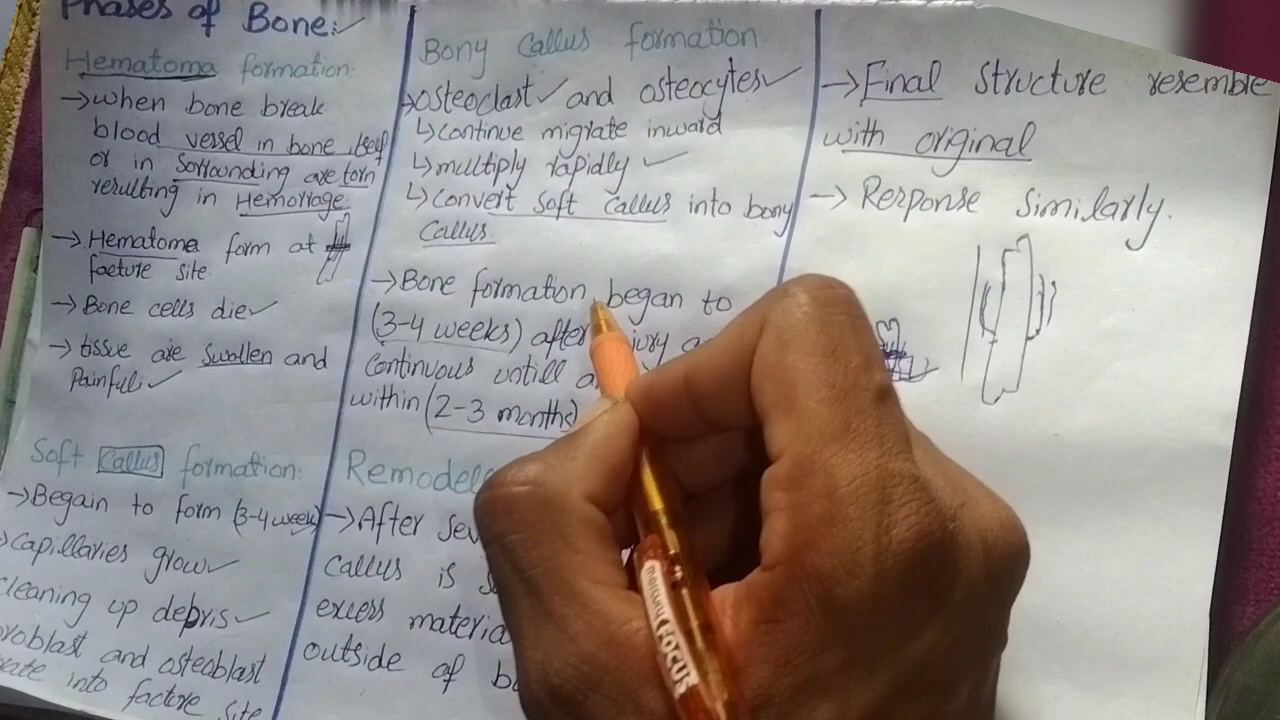 Phases of Bone:
Hematoma formation:
→ when bone break
blood vessel in bone itself
or in Sorrounding are torn
resulting in Hemorrage
→ Hematoma form at
facture site
→ Bone cells die
→ tissue are swollen and
Painful
Soft Callus formation:
→ Begain to form (3-4 week)
capillaries grow
cleaning up debris
and osteoblast
into facture site
Bony Callus formation
→ osteoclast and osteocytes
↳ continue migrate inward
↳ multiply rapidly
↳ convert soft callus into bony
Callus
→ Bone formation began to
(3-4 weeks) after
continuous untill
within (2-3 months)
→ After
callus is
excess
outside of
→ Final structure resemble
with original
→ Response similarly.
mercury FOCUS